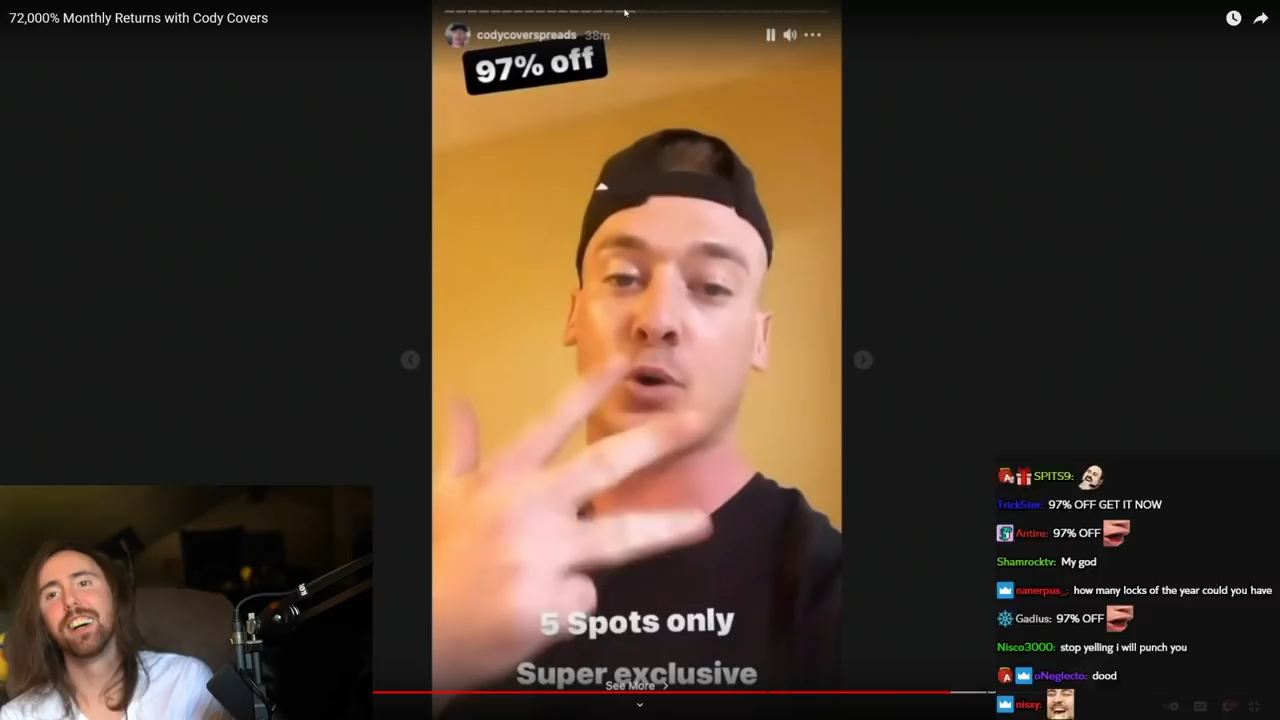 72,000% Monthly Returns with Cody Covers
codycoverspreads 38m
97% off
5 Spots only
Super exclusive
See More
SPITS9:
Trick5ter: 97% OFF GET IT NOW
Antire: 97% OFF
Shamrocktv: My god
nanerpus_: how many locks of the year could you have
Gadius: 97% OFF
Nisco3000: stop yelling i will punch you
oNeglecto: dood
nisxy: